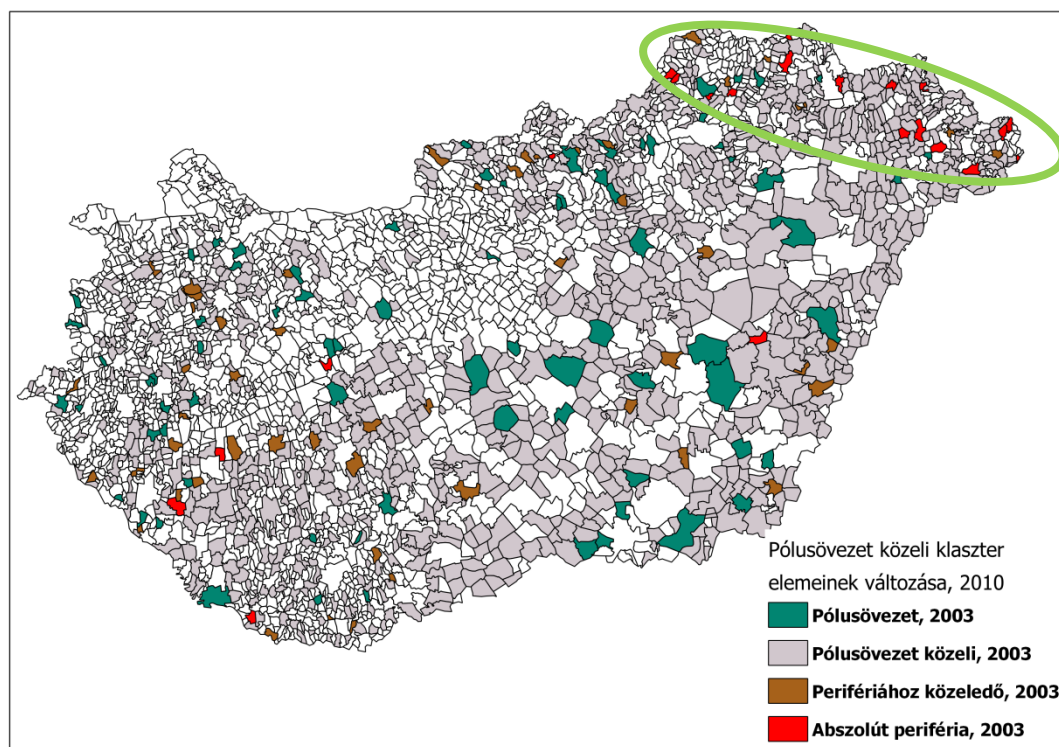 Pólusövezet közeli klaszter
elemeinek változása, 2010
Pólusövezet, 2003
Pólusövezet közeli, 2003
Perifériához közeledő, 2003
Abszolút periféria, 2003